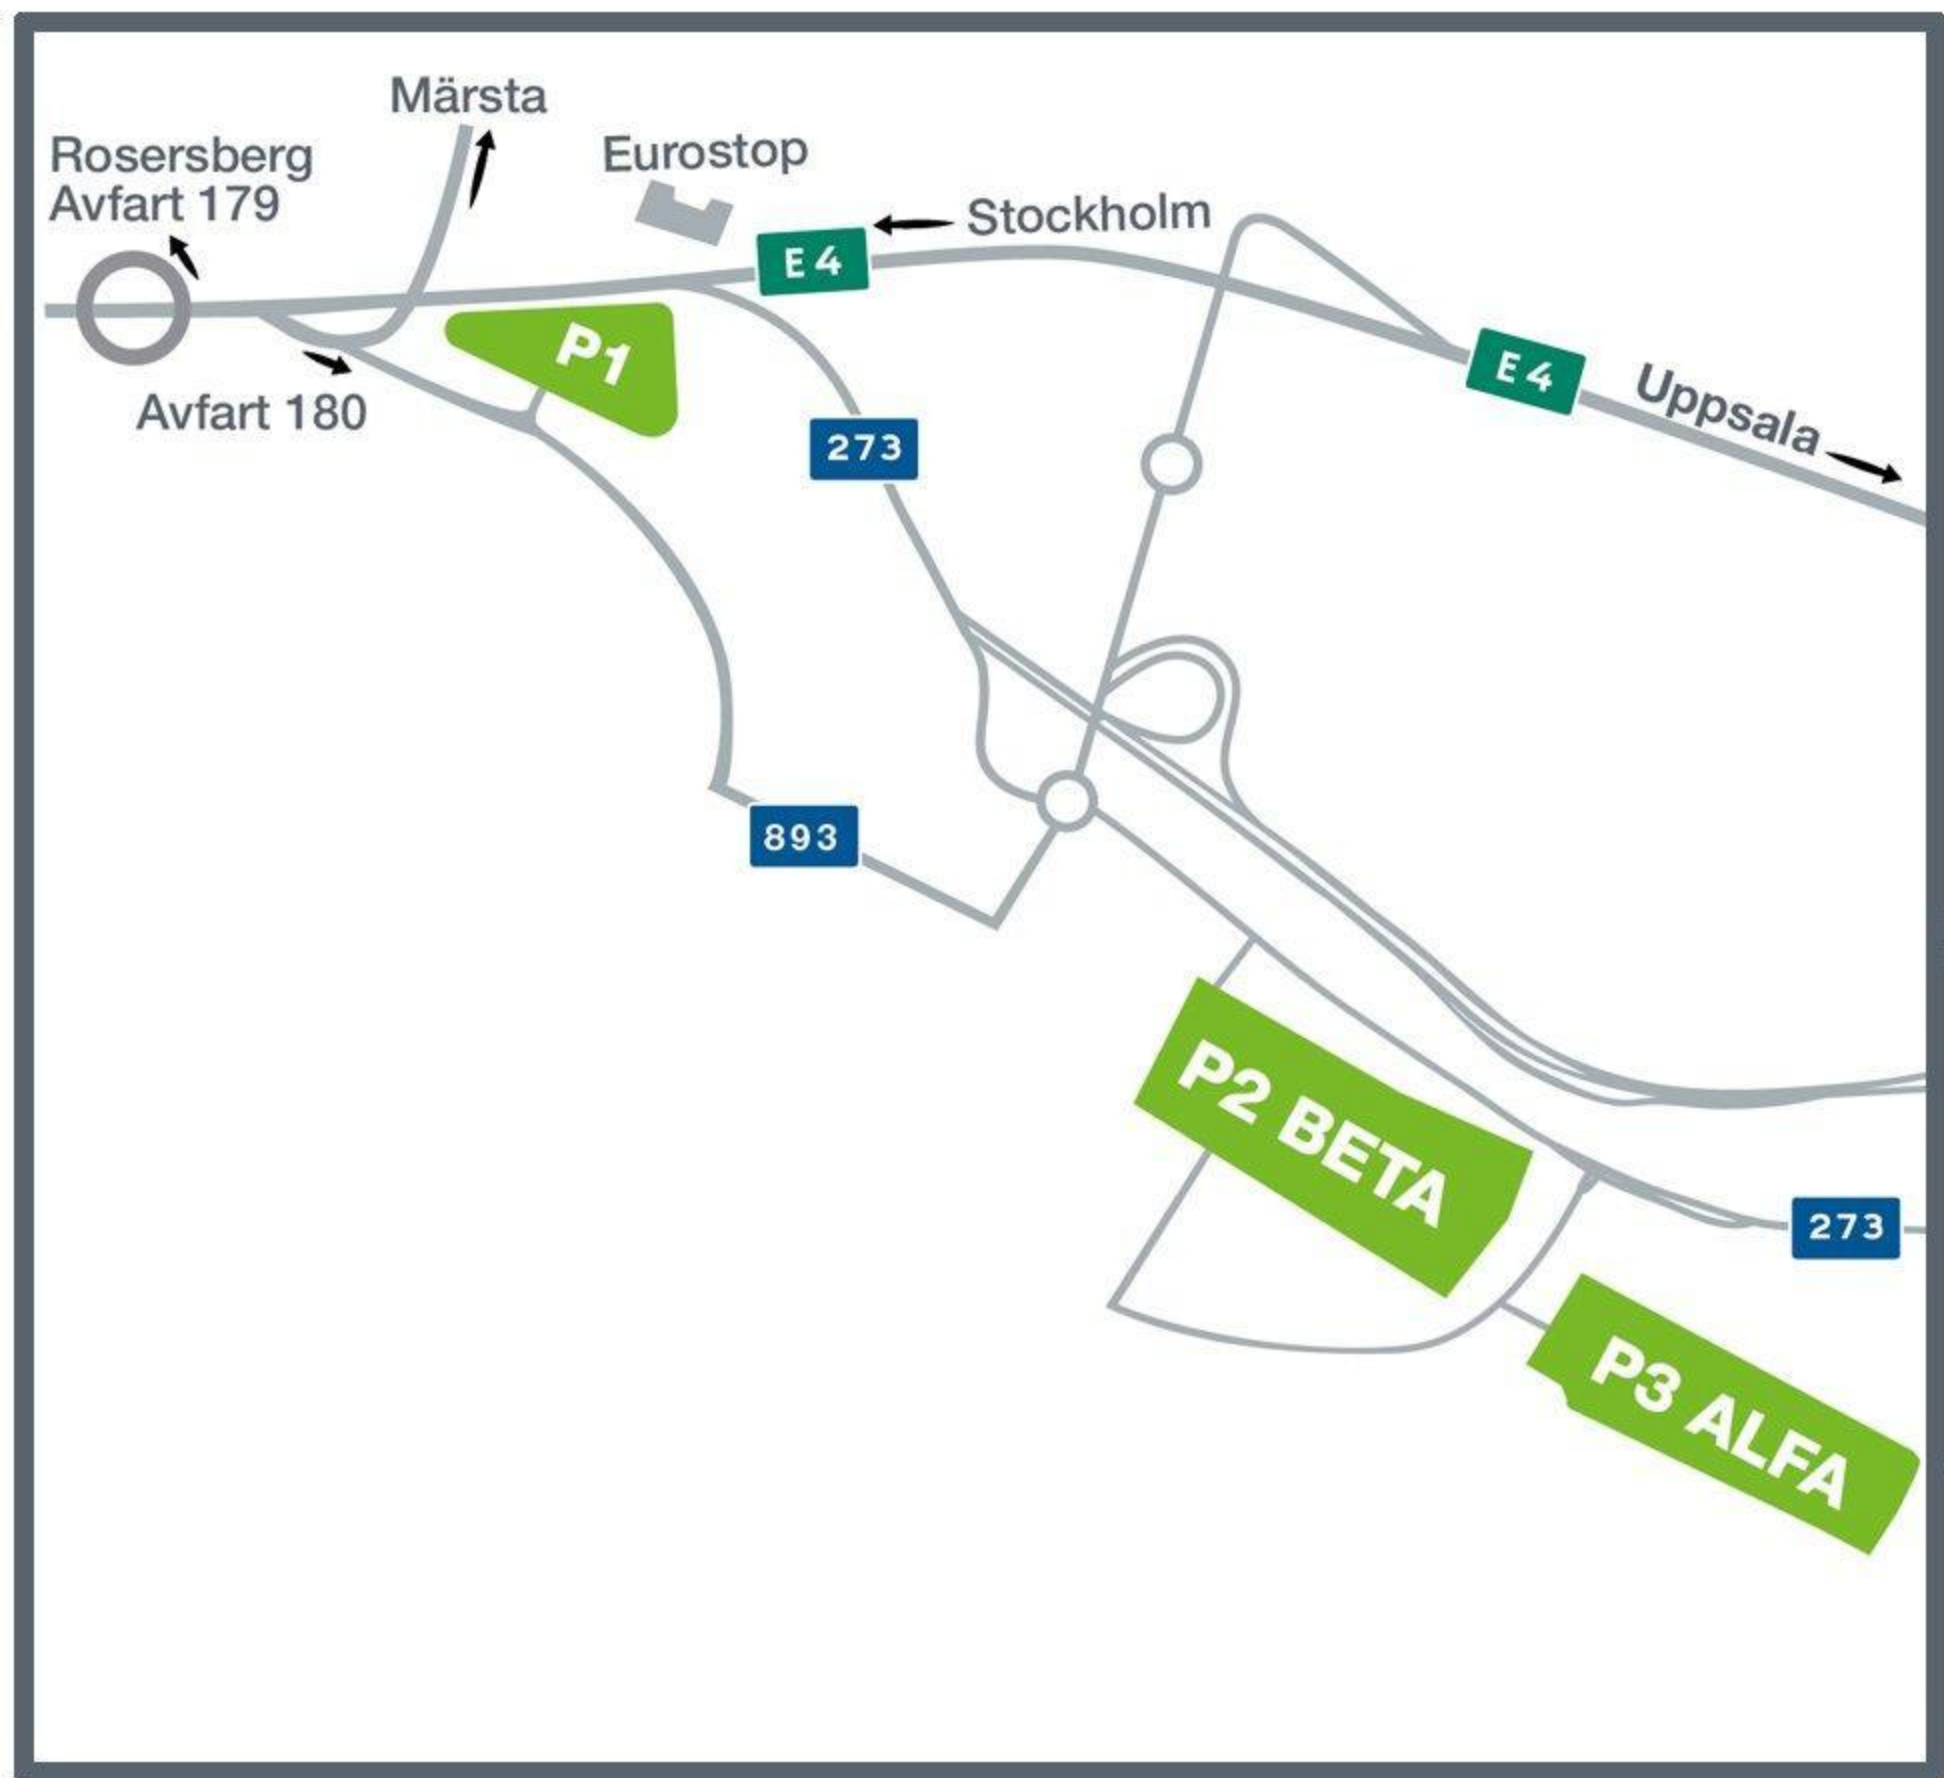 Märsta
Rosersberg
Avfart 179
Eurostop
Stockholm
E4
E4
Uppsala
P1
Avfart 180
273
893
P2 BETA
273
P3 ALFA